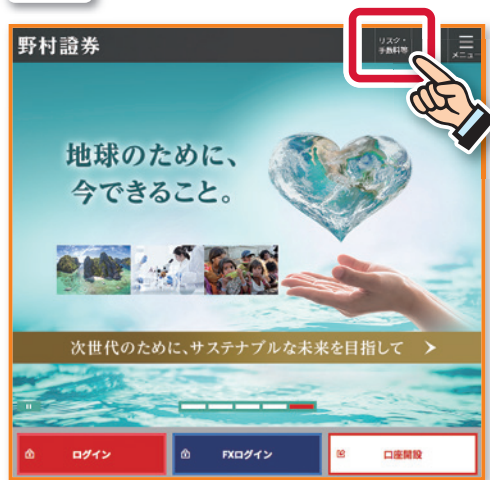 野村證券
リスク・
手数料等
メニュー
地球のために、
今できること。
次世代のために、サステナブルな未来を目指して
ログイン
FXログイン
口座開設